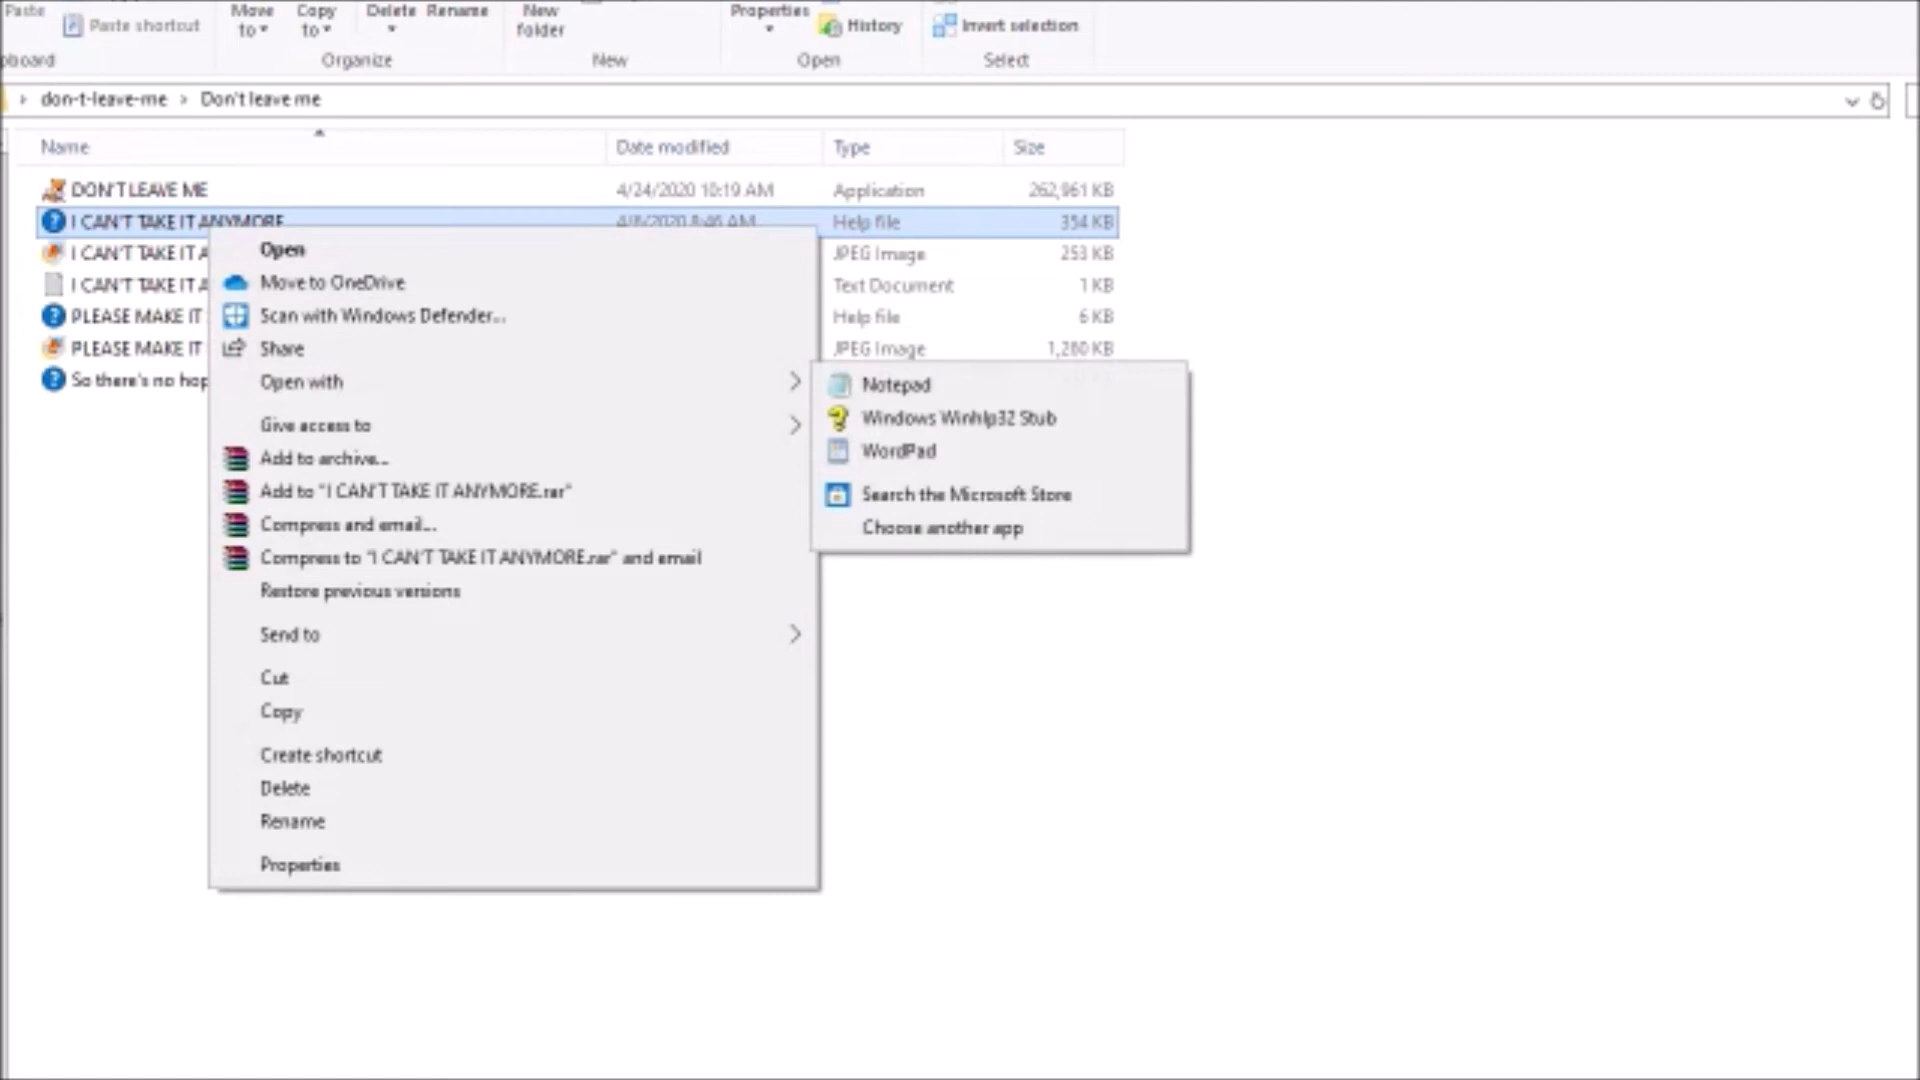 Paste
Paste shortcut
Move to
Copy to
Delete
Rename
New folder
Properties
History
Invert selection
pboard
Organize
New
Open
Select
don-t-leave-me > Don't leave me
Name Date modified Type Size
DON'T LEAVE ME 4/24/2020 10:19 AM Application 262,961 KB
I CAN'T TAKE IT ANYMORE 4/8/2020 8:46 AM Help file 354 KB
I CAN'T TAKE IT A JPEG Image 253 KB
I CAN'T TAKE IT A Text Document 1 KB
PLEASE MAKE IT Help file 6 KB
PLEASE MAKE IT JPEG Image 1,280 KB
So there's no hop
Open
Move to OneDrive
Scan with Windows Defender...
Share
Open with
Give access to
Add to archive...
Add to "I CAN'T TAKE IT ANYMORE.rar"
Compress and email...
Compress to "I CAN'T TAKE IT ANYMORE.rar" and email
Restore previous versions
Send to
Cut
Copy
Create shortcut
Delete
Rename
Properties
Notepad
Windows Winhlp32 Stub
WordPad
Search the Microsoft Store
Choose another app